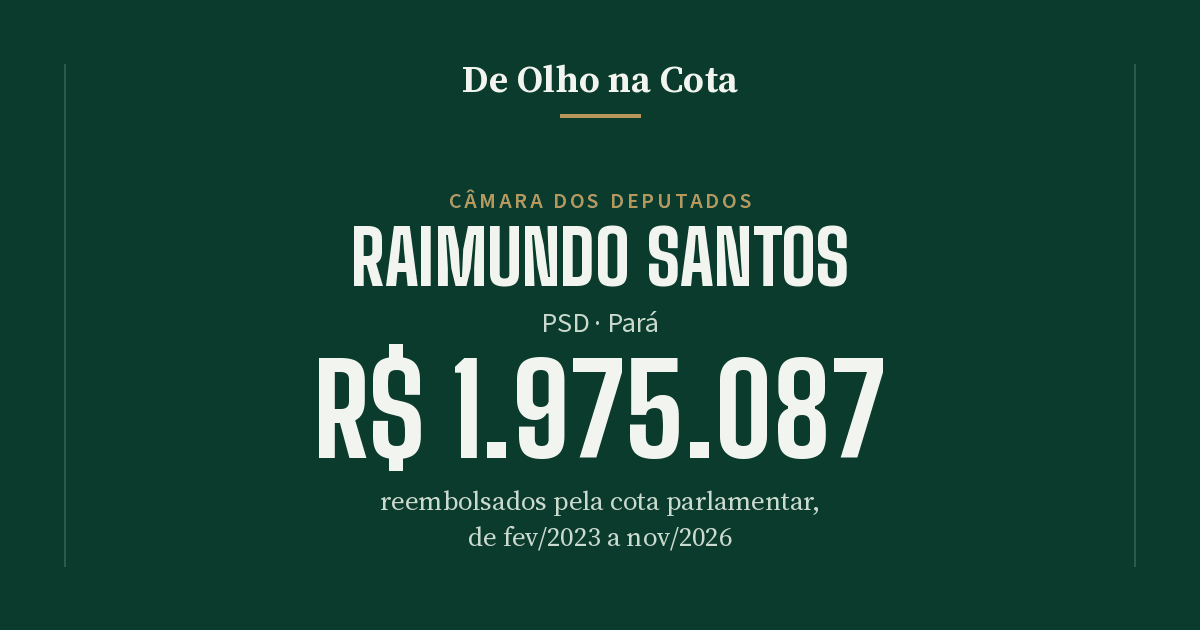 De Olho na Cota
CÂMARA DOS DEPUTADOS
RAIMUNDO SANTOS
PSD · Pará
R$ 1.975.087
reembolsados pela cota parlamentar,
de fev/2023 a nov/2026